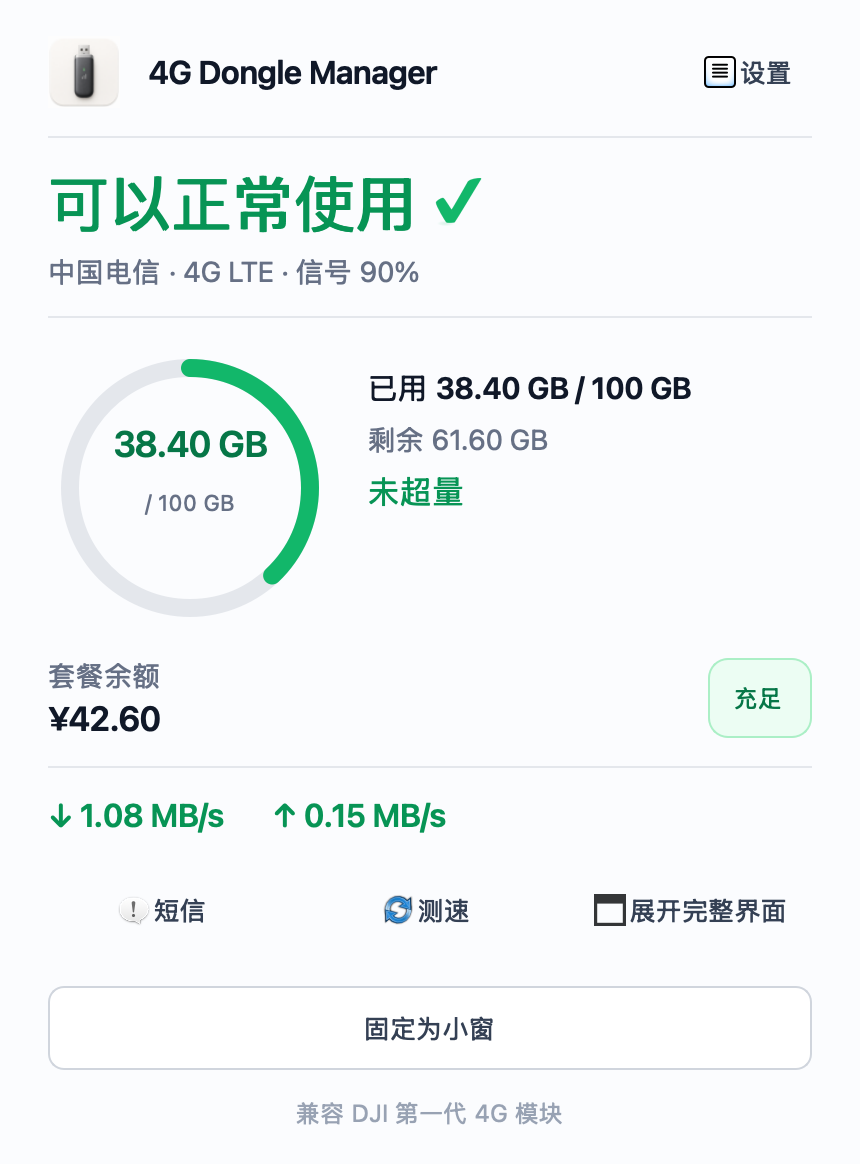 4G Dongle Manager
设置
可以正常使用 ✓
中国电信 · 4G LTE · 信号 90%
38.40 GB
/ 100 GB
已用 38.40 GB / 100 GB
剩余 61.60 GB
未超量
套餐余额
¥42.60
充足
↓ 1.08 MB/s ↑ 0.15 MB/s
短信 测速 展开完整界面
固定为小窗
兼容 DJI 第一代 4G 模块